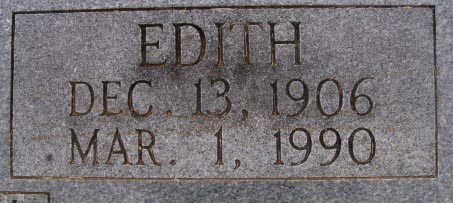 EDITH
DEC. 13, 1906
MAR. 1, 1990